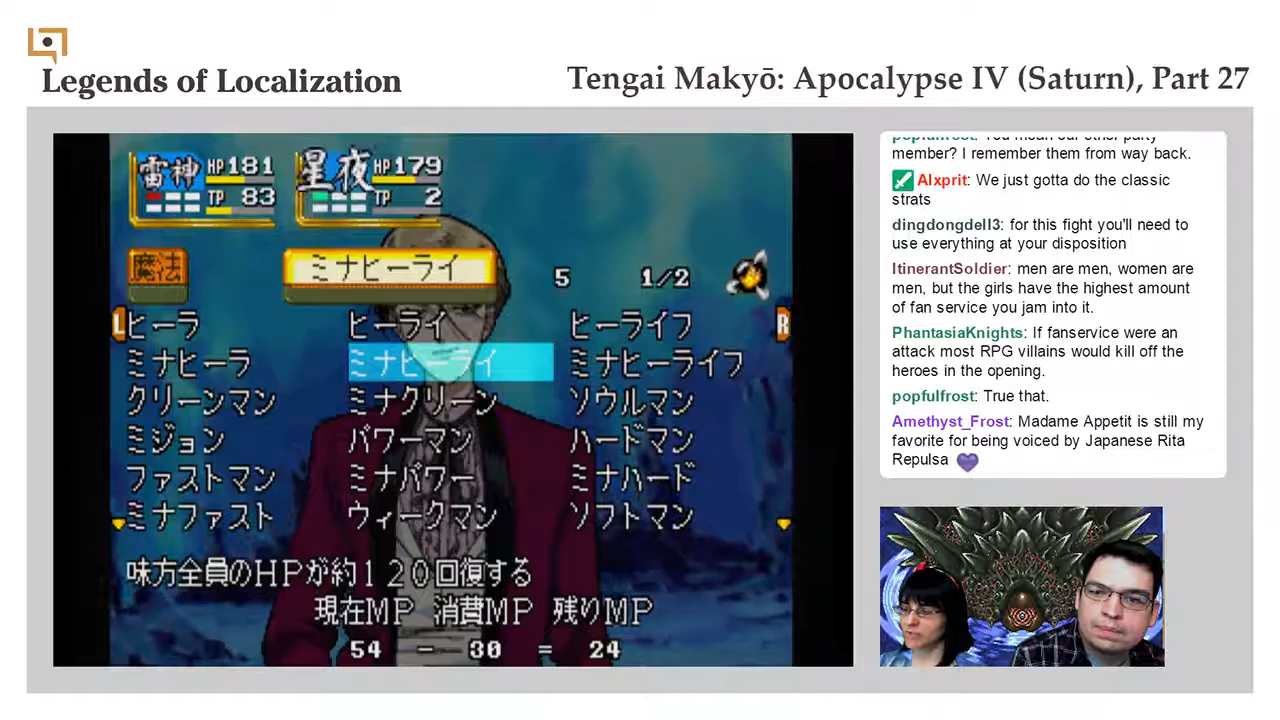 Legends of Localization
Tengai Makyō: Apocalypse IV (Saturn), Part 27
雷神 HP181
TP 83
星夜 HP179
TP 2
魔法
ミナヒーライ
5 1/2
L
R
ヒーラ ヒーライ ヒーライフ
ミナヒーラ ミナヒーライ ミナヒーライフ
クリーンマン ミナクリーン ソウルマン
ミジョン パワーマン ハードマン
ファストマン ミナパワー ミナハード
ミナファスト ウィークマン ソフトマン
味方全員のHPが約120回復する
現在MP 消費MP 残りMP
54 - 30 = 24
popfulfrost: You mean our other party
member? I remember them from way back.
Alxprit: We just gotta do the classic
strats
dingdongdell3: for this fight you'll need to
use everything at your disposition
ItinerantSoldier: men are men, women are
men, but the girls have the highest amount
of fan service you jam into it.
PhantasiaKnights: If fanservice were an
attack most RPG villains would kill off the
heroes in the opening.
popfulfrost: True that.
Amethyst_Frost: Madame Appetit is still my
favorite for being voiced by Japanese Rita
Repulsa